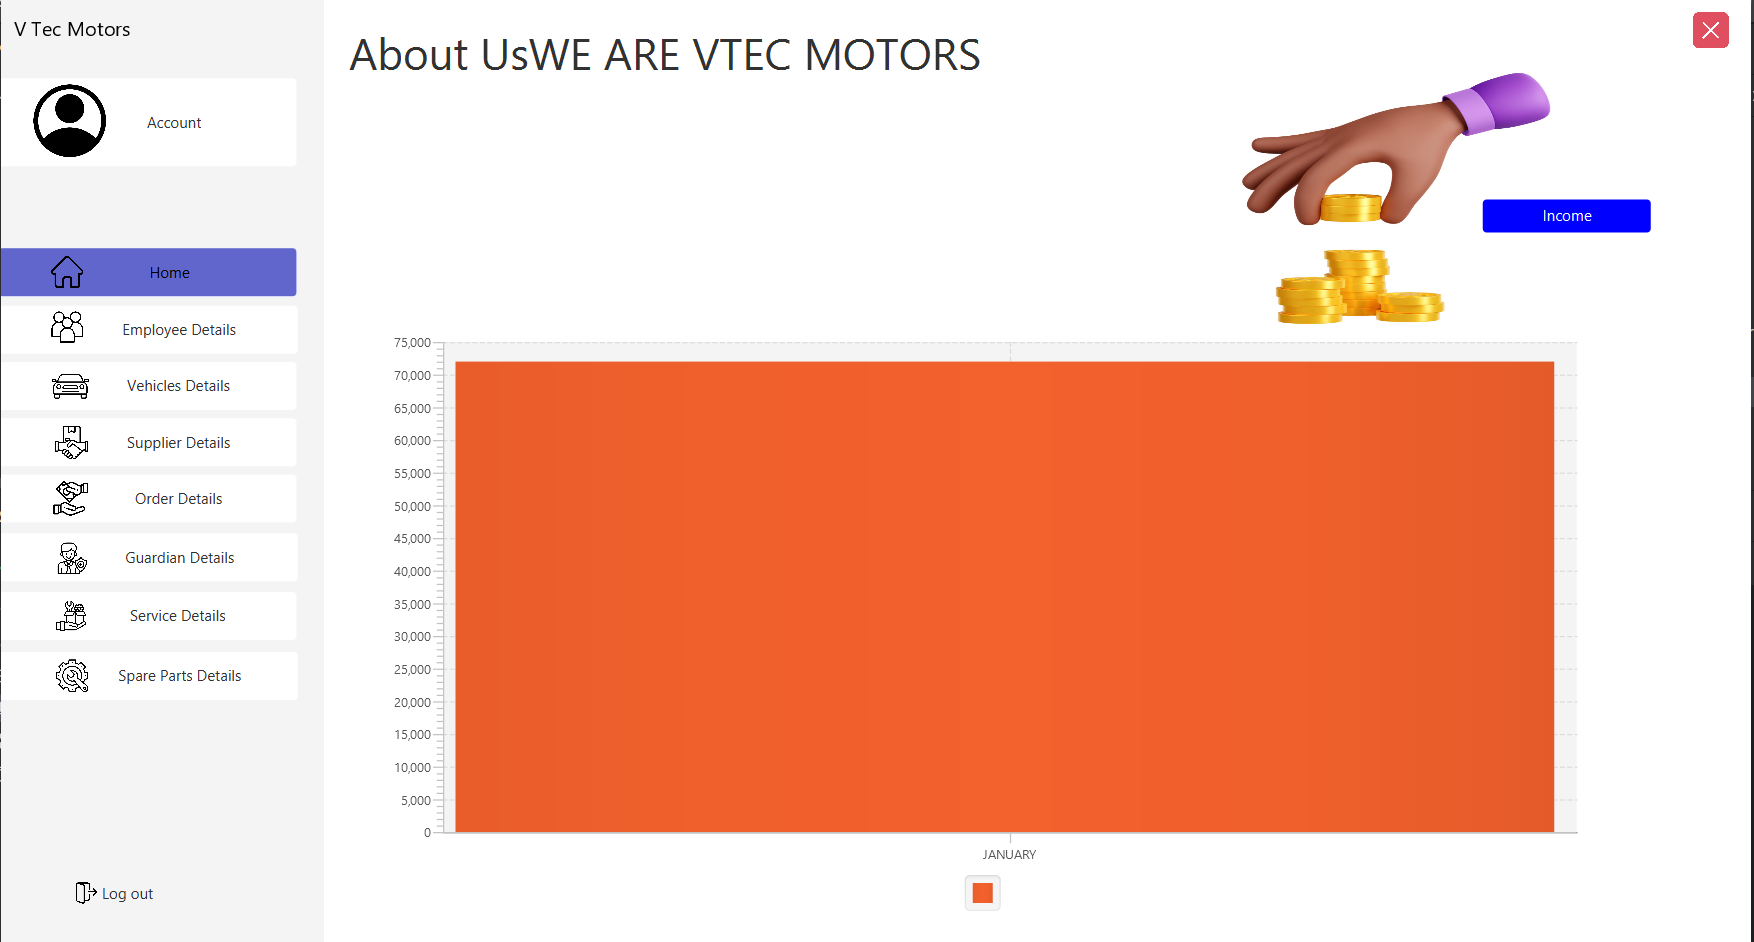 V Tec Motors
Account
Home
Employee Details
Vehicles Details
Supplier Details
Order Details
Guardian Details
Service Details
Spare Parts Details
Log out
About UsWE ARE VTEC MOTORS
Income
75,000
70,000
65,000
60,000
55,000
50,000
45,000
40,000
35,000
30,000
25,000
20,000
15,000
10,000
5,000
0
JANUARY